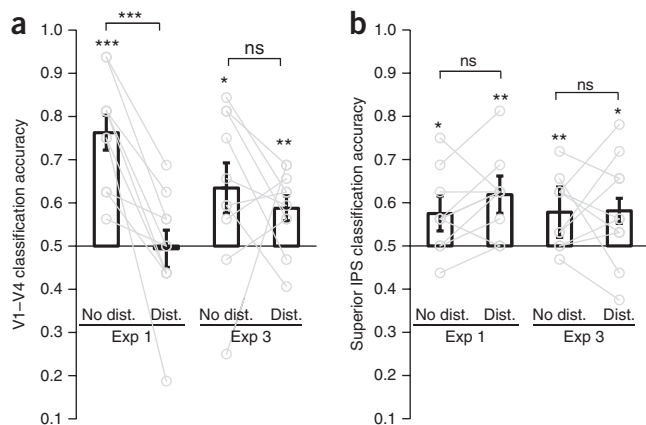 a
V1–V4 classification accuracy
1.0
0.9
0.8
0.7
0.6
0.5
0.4
0.3
0.2
0.1
***
***
*
ns
**
No dist. Dist. No dist. Dist.
Exp 1 Exp 3
b
Superior IPS classification accuracy
1.0
0.9
0.8
0.7
0.6
0.5
0.4
0.3
0.2
0.1
ns
*
**
ns
**
*
No dist. Dist. No dist. Dist.
Exp 1 Exp 3